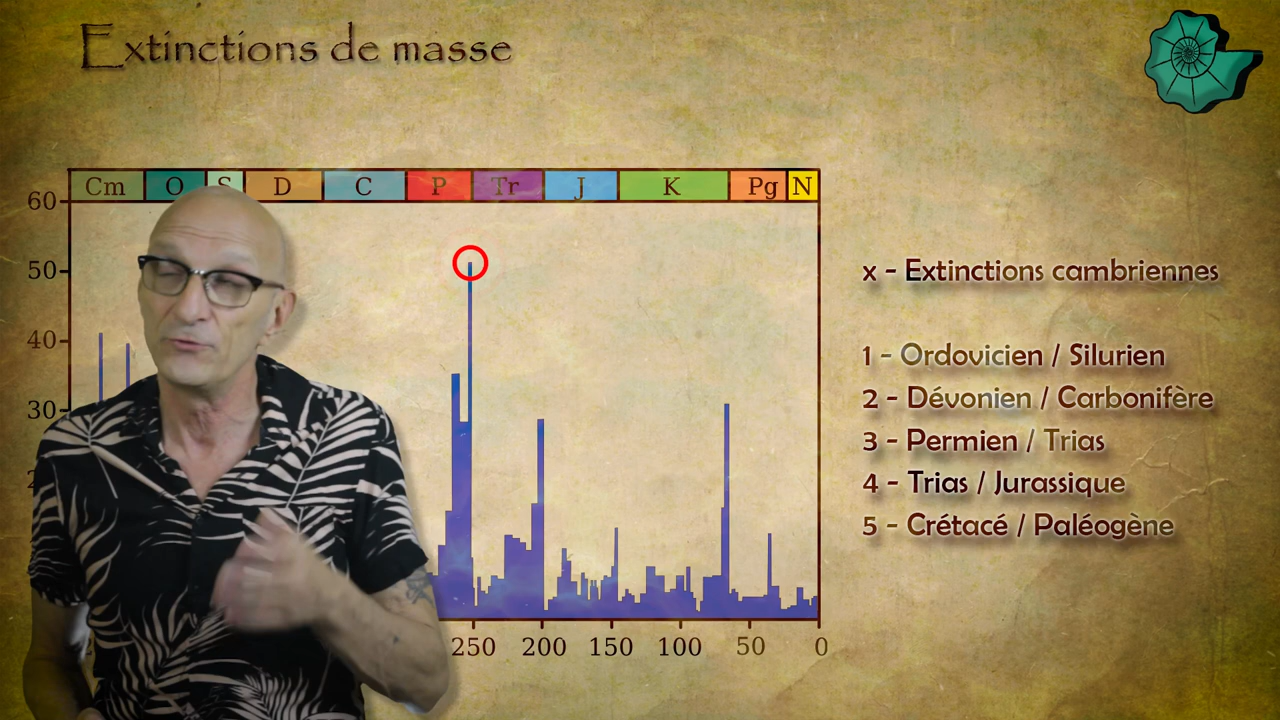 Extinctions de masse
Cm O S D C P Tr J K Pg N
60
50
40
30
x - Extinctions cambriennes
1 - Ordovicien / Silurien
2 - Dévonien / Carbonifère
3 - Permien / Trias
4 - Trias / Jurassique
5 - Crétacé / Paléogène
250 200 150 100 50 0